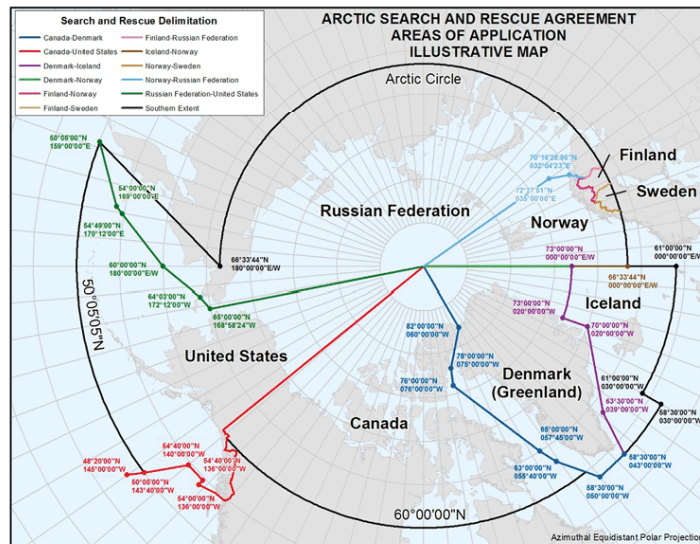 Search and Rescue Delimitation
Canada-Denmark
Canada-United States
Denmark-Iceland
Denmark-Norway
Finland-Norway
Finland-Sweden
Finland-Russian Federation
Iceland-Norway
Norway-Sweden
Norway-Russian Federation
Russian Federation-United States
Southern Extent
ARCTIC SEARCH AND RESCUE AGREEMENT
AREAS OF APPLICATION
ILLUSTRATIVE MAP
Arctic Circle
50°05'05"N
159°00'00"E
54°00'00"N
169°00'00"E
54°49'00"N
170°12'00"E
60°00'00"N
180°00'00"E/W
64°03'00"N
172°12'00"W
65°00'00"N
168°58'24"W
66°33'44"N
180°00'00"E/W
50°05'05"N
Russian Federation
72°27'51"N
035°00'00"E
Finland
Sweden
Norway
73°00'00"N
000°00'00"E/W
66°33'44"N
000°00'00"E/W
61°00'00"N
000°00'00"E/W
Iceland
73°00'00"N
020°00'00"W
70°00'00"N
020°00'00"W
United States
82°00'00"N
060°00'00"W
78°00'00"N
075°00'00"W
76°00'00"N
076°00'00"W
Denmark
(Greenland)
61°00'00"N
030°00'00"W
58°30'00"N
030°00'00"W
63°30'00"N
039°00'00"W
Canada
65°00'00"N
057°45'00"W
63°00'00"N
055°40'00"W
58°30'00"N
043°00'00"W
58°30'00"N
050°00'00"W
48°20'00"N
145°00'00"W
50°05'00"N
143°40'00"W
54°40'00"N
140°00'00"W
54°40'00"N
136°00'00"W
54°00'00"N
136°00'00"W
60°00'00"N
Azimuthal Equidistant Polar Projection